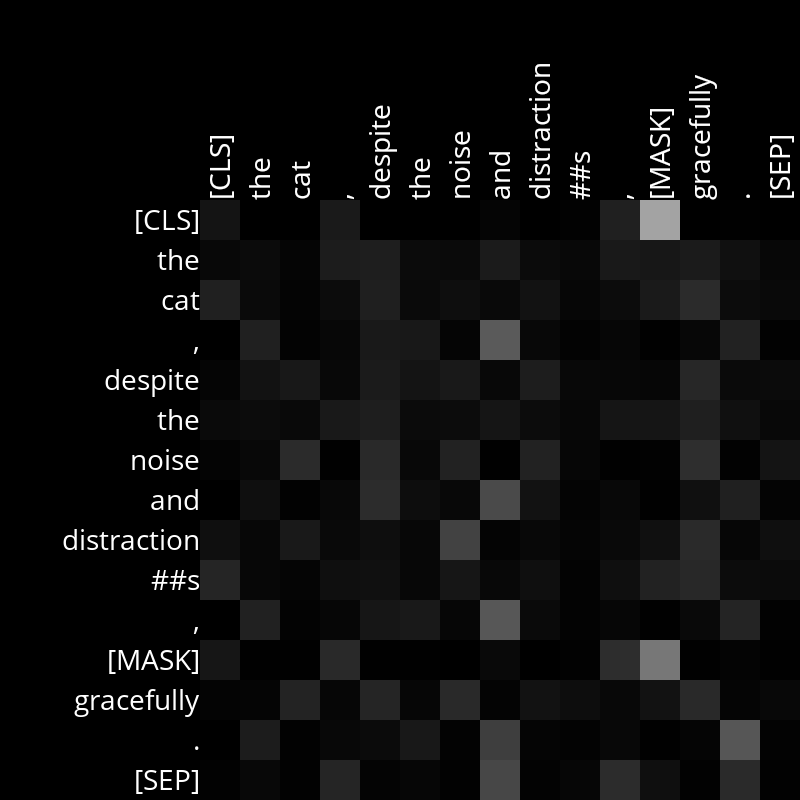 [CLS]
the
cat
,
despite
the
noise
and
distraction
##s
,
[MASK]
gracefully
.
[SEP]
[CLS]
the
cat
,
despite
the
noise
and
distraction
##s
,
[MASK]
gracefully
.
[SEP]